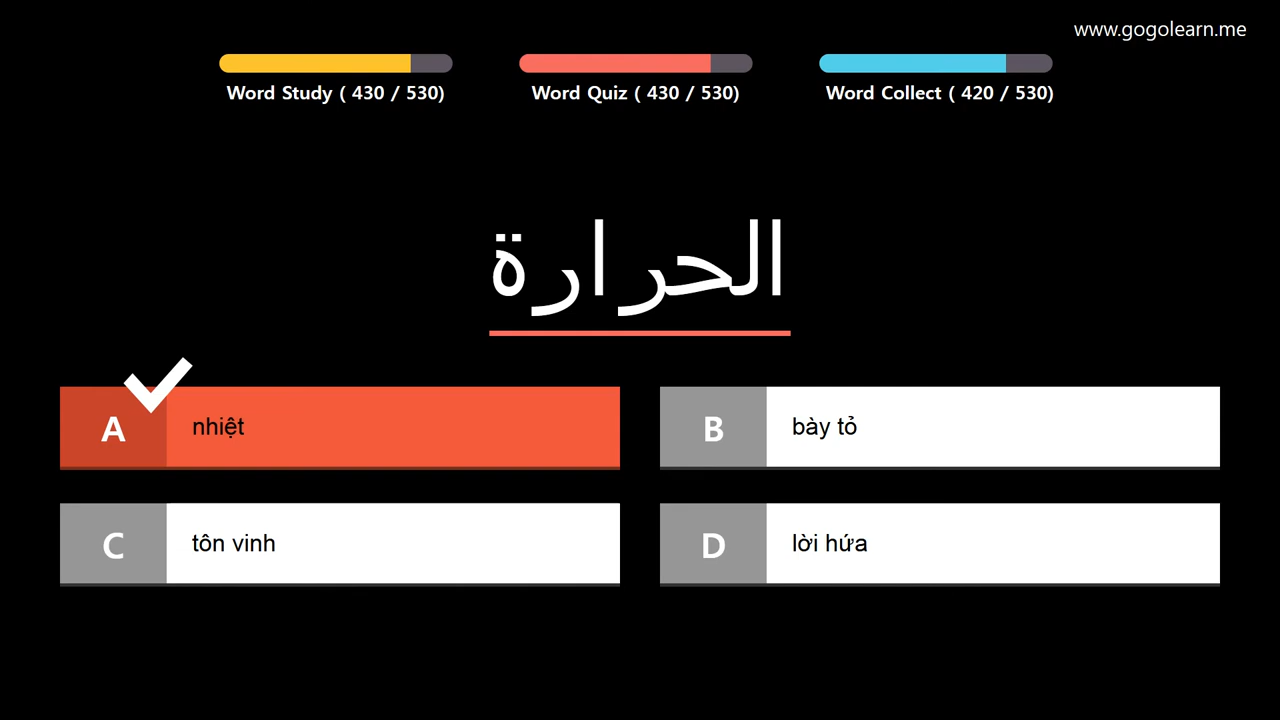 www.gogolearn.me
Word Study ( 430 / 530)
Word Quiz ( 430 / 530)
Word Collect ( 420 / 530)
الحرارة
A nhiệt
B bày tỏ
C tôn vinh
D lời hứa